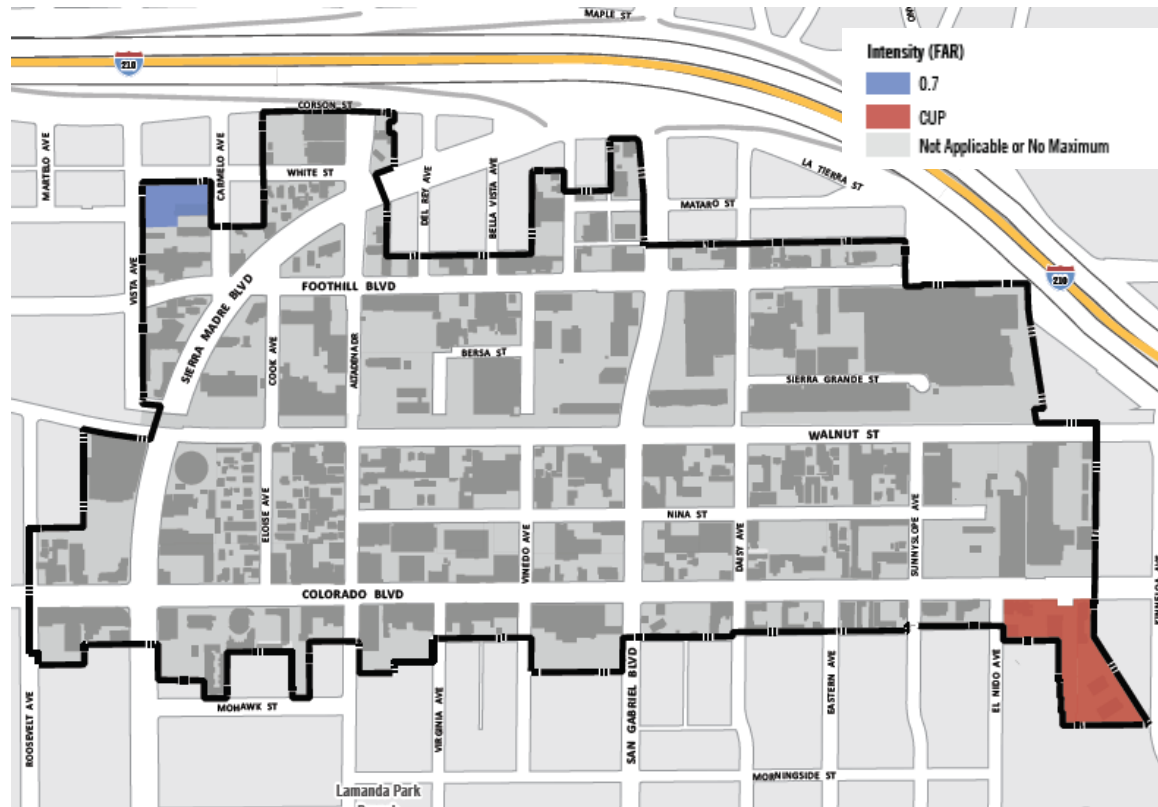 MAPLE ST
210
Intensity (FAR)
0.7
CUP
Not Applicable or No Maximum
CORSON ST
MARTELO AVE
CARMELO AVE
WHITE ST
LA TIERRA ST
DEL REY AVE
BELLA VISTA AVE
MATARO ST
VISTA AVE
SIERRA MADRE BLVD
FOOTHILL BLVD
210
COOK AVE
ALTADENADR
BERSA ST
SIERRA GRANDE ST
WALNUT ST
ELOISE AVE
NINA ST
VINEDO AVE
DAISY AVE
SUNNYSLOPE AVE
COLORADO BLVD
ROOSEVELT AVE
MOHAWK ST
VIRGINIA AVE
SAN GABRIEL BLVD
EASTERN AVE
EL NIDO AVE
MORNINGSIDE ST
Lamanda Park